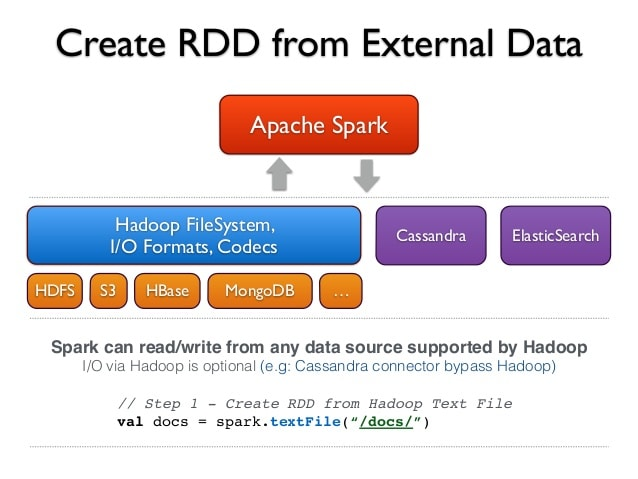 Create RDD from External Data
Apache Spark
Hadoop FileSystem,
I/O Formats, Codecs
Cassandra
ElasticSearch
HDFS
S3
HBase
MongoDB
...
Spark can read/write from any data source supported by Hadoop
I/O via Hadoop is optional (e.g: Cassandra connector bypass Hadoop)
// Step 1 - Create RDD from Hadoop Text File
val docs = spark.textFile(“/docs/”)